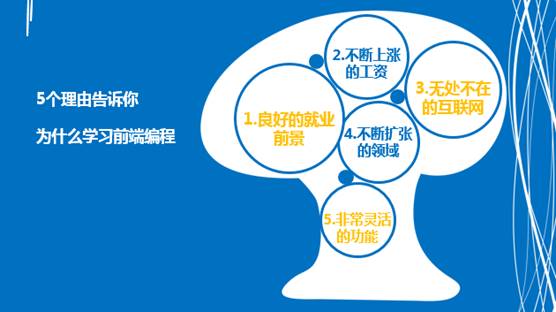 5个理由告诉你
为什么学习前端编程
1.良好的就业
前景
2.不断上涨
的工资
3.无处不在
的互联网
4.不断扩张
的领域
5.非常灵活
的功能